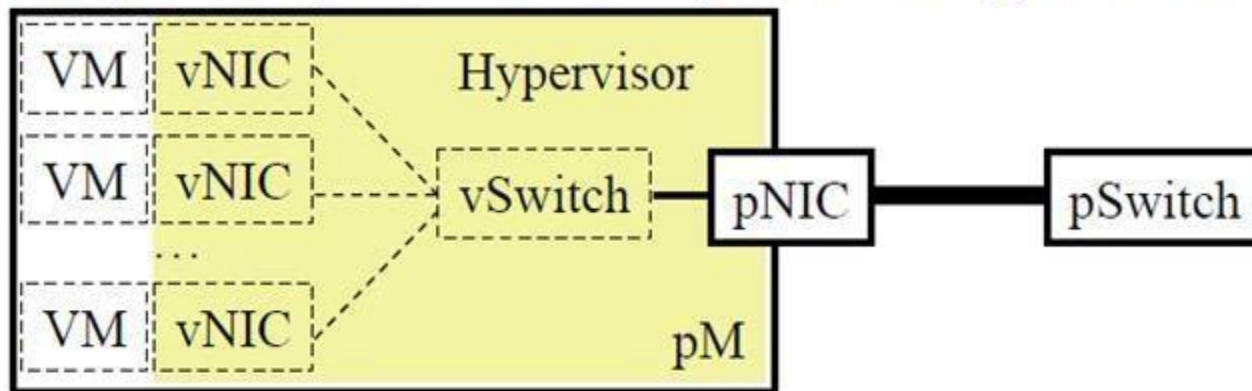 VM vNIC Hypervisor
VM vNIC vSwitch pNIC pSwitch
...
VM vNIC pM